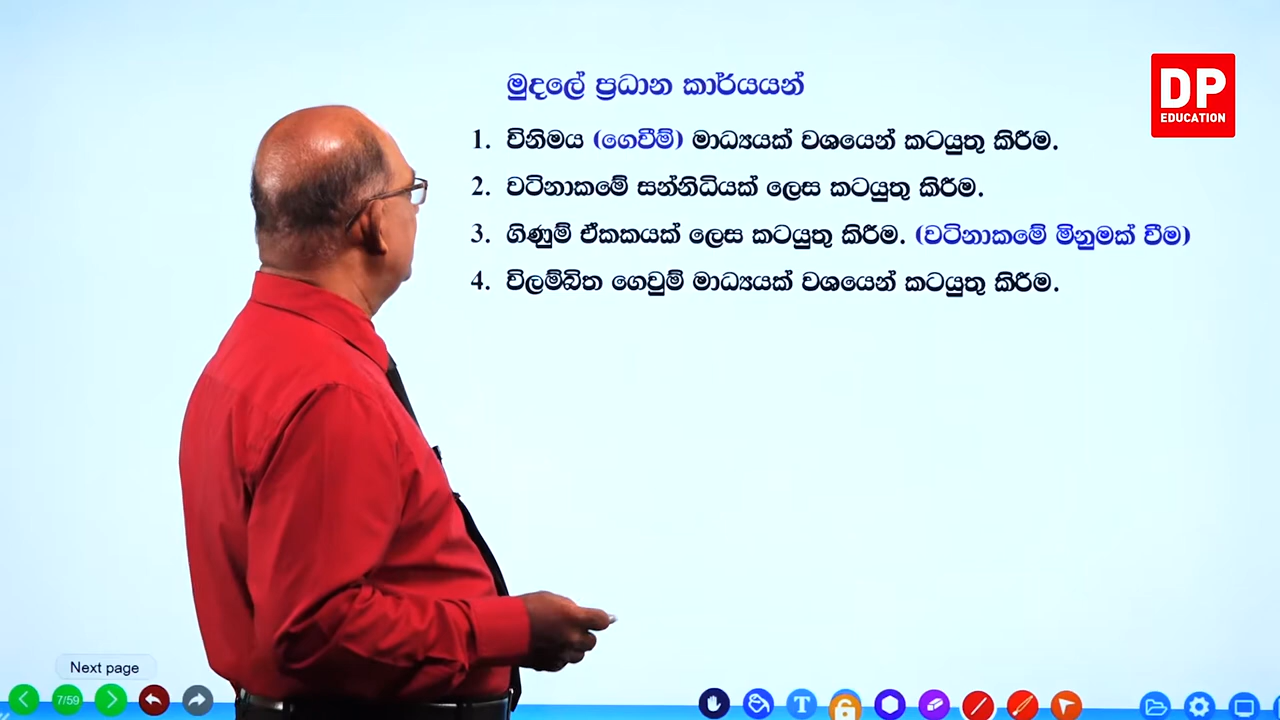 මුදලේ ප්‍රධාන කාර්යයන්
1. විනිමය (ගෙවීම්) මාධ්‍යයක් වශයෙන් කටයුතු කිරීම.
2. වටිනාකමේ සන්නිධියක් ලෙස කටයුතු කිරීම.
3. ගිණුම් ඒකකයක් ලෙස කටයුතු කිරීම. (වටිනාකමේ මිනුමක් වීම)
4. විලම්බිත ගෙවුම් මාධ්‍යයක් වශයෙන් කටයුතු කිරීම.
DP
EDUCATION
Next page
7/59
T